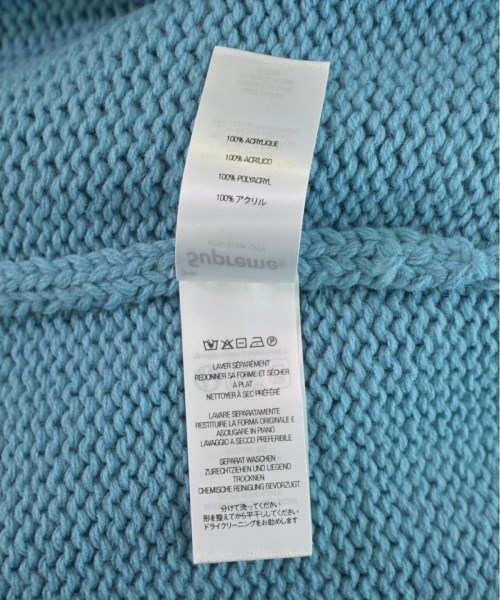 100% ACRYLIQUE
100% ACRILICO
100% POLYACRYL
100% アクリル
Supreme
LAVER SÉPARÉMENT
REDONNER SA FORME ET SÉCHER
À PLAT
NETTOYER À SEC PRÉFÉRÉ
LAVARE SEPARATAMENTE
RESTITUIRE LA FORMA ORIGINALE E
ASCIUGARE IN PIANO
LAVAGGIO A SECCO PREFERIBILE
SEPARAT WASCHEN
ZURECHTZIEHEN UND LIEGEND
TROCKNEN
CHEMISCHE REINIGUNG BEVORZUGT
分けて洗ってください
形を整えてから平干ししてください
ドライクリーニングをお勧めします